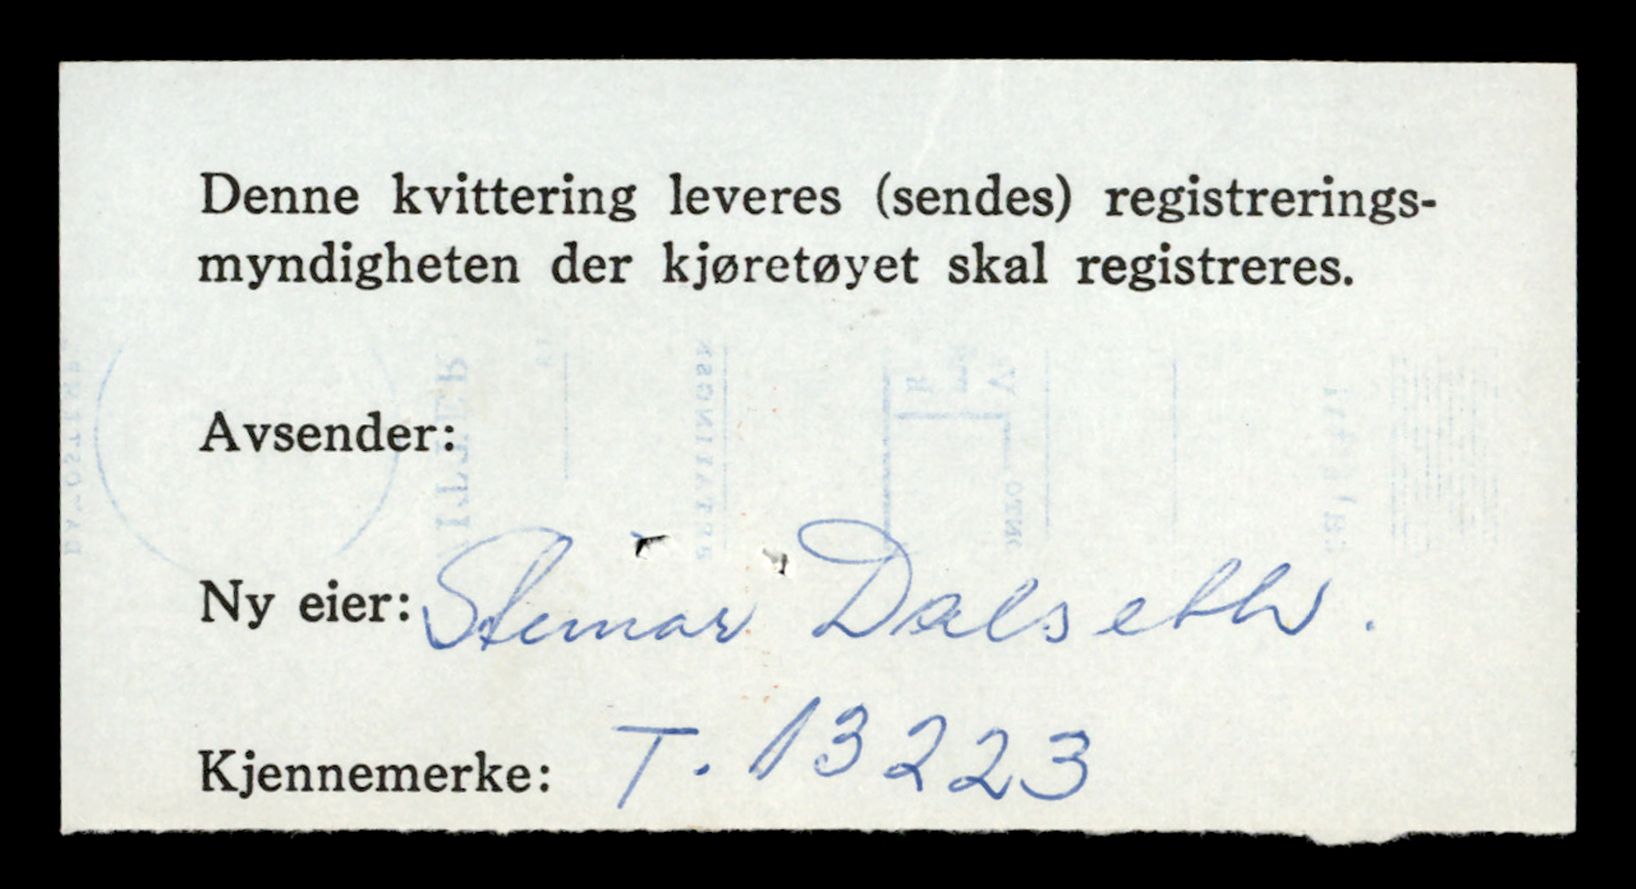 Denne kvittering leveres (sendes) registrerings-
myndigheten der kjøretøyet skal registreres.
Avsender:
Ny eier: Steinar Dalseth.
Kjennemerke: T. 13223